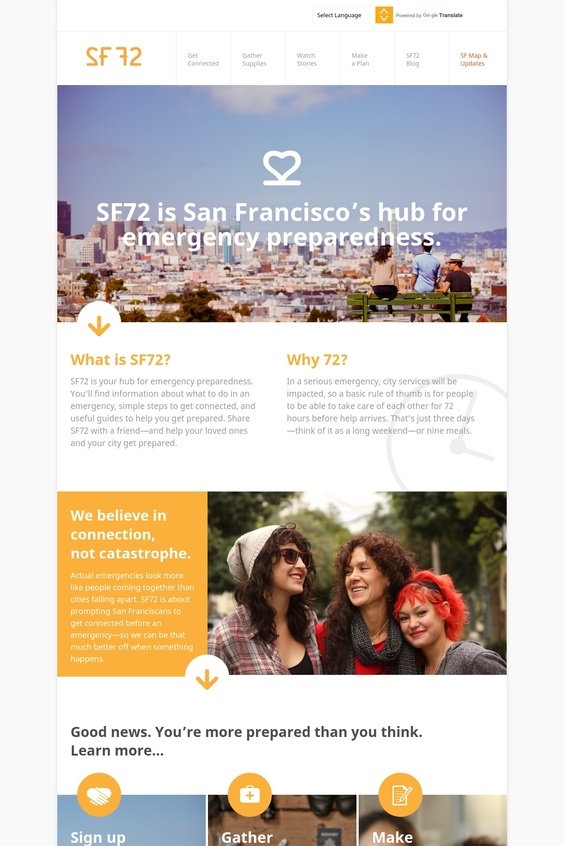 Select Language
Powered by Google Translate
SF72
Get
Connected
Gather
Supplies
Watch
Stories
Make
a Plan
SF72
Blog
SF Map &
Updates
SF72 is San Francisco’s hub for
emergency preparedness.
What is SF72?
SF72 is your hub for emergency preparedness.
You’ll find information about what to do in an
emergency, simple steps to get connected, and
useful guides to help you get prepared. Share
SF72 with a friend—and help your loved ones
and your city get prepared.
Why 72?
In a serious emergency, city services will be
impacted, so a basic rule of thumb is for people
to be able to take care of each other for 72
hours before help arrives. That’s just three days
—think of it as a long weekend—or nine meals.
We believe in
connection,
not catastrophe.
Actual emergencies look more
like people coming together than
cities falling apart. SF72 is about
prompting San Franciscans to
get connected before an
emergency—so we can be that
much better off when something
happens.
Good news. You’re more prepared than you think.
Learn more...
Sign up
Gather
Make